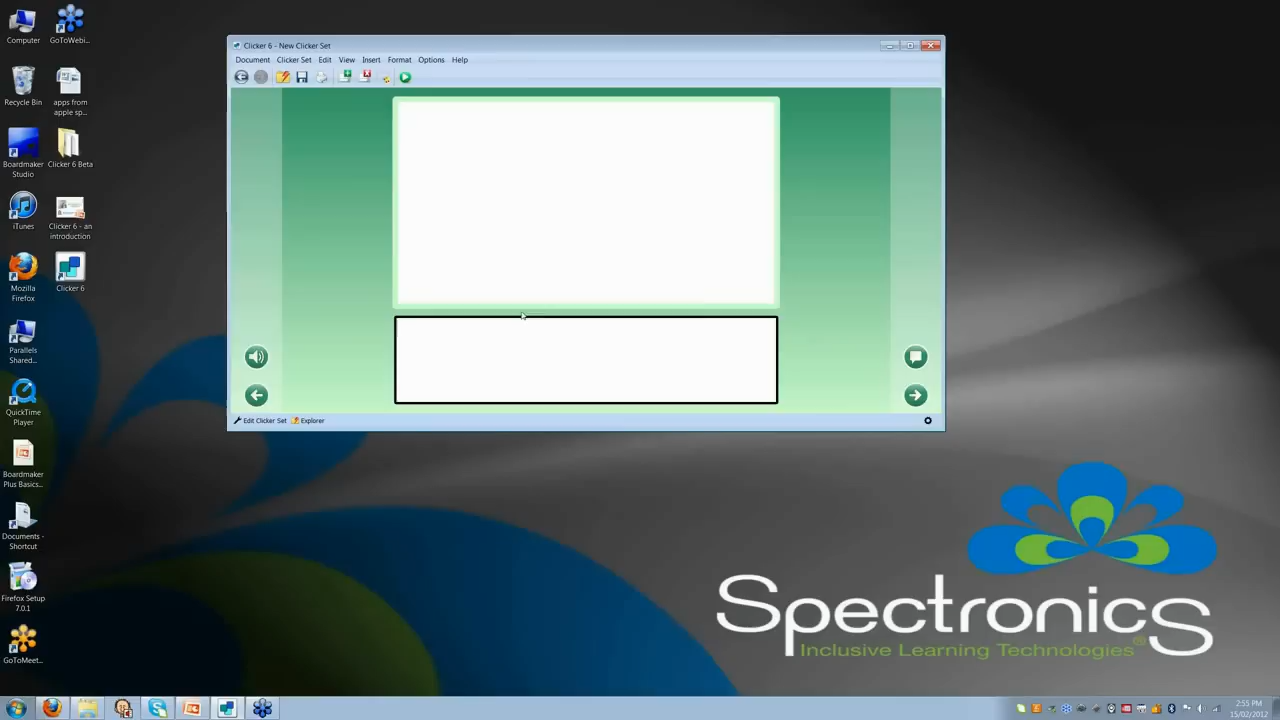 Computer
GoToWebi...
Recycle Bin
apps from
apple sp...
Boardmaker
Studio
Clicker 6 Beta
iTunes
Clicker 6 - an
introduction
Mozilla
Firefox
Clicker 6
Parallels
Shared...
QuickTime
Player
Boardmaker
Plus Basics...
Documents -
Shortcut
Firefox Setup
7.0.1
GoToMeet...
Clicker 6 - New Clicker Set
Document Clicker Set Edit View Insert Format Options Help
Edit Clicker Set Explorer
Spectronics
Inclusive Learning Technologies®
2:55 PM
15/02/2012